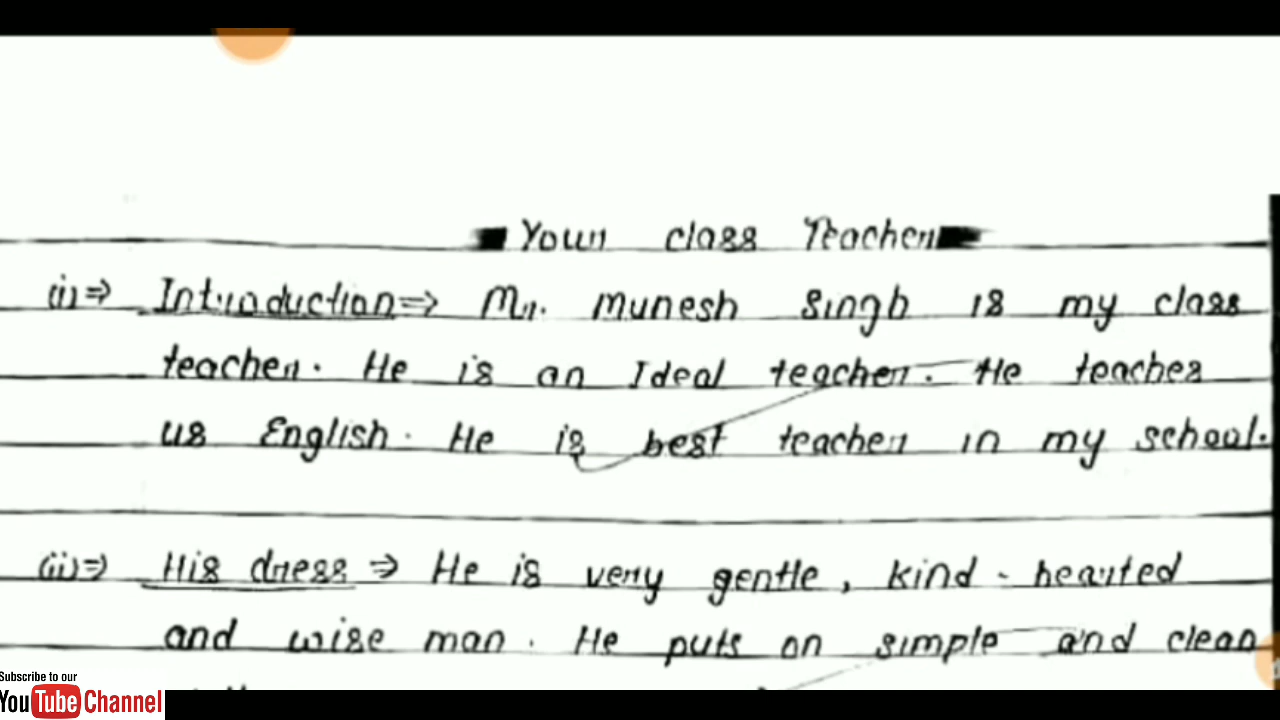 Your class Teacher
(i)⇒ Introduction⇒ Mr. Munesh Singh is my class
teacher. He is an Ideal teacher. He teaches
us English. He is best teacher in my school.
(ii)⇒ His dress ⇒ He is very gentle, kind-hearted
and wise man. He puts on simple and clean
Subscribe to our
YouTube Channel